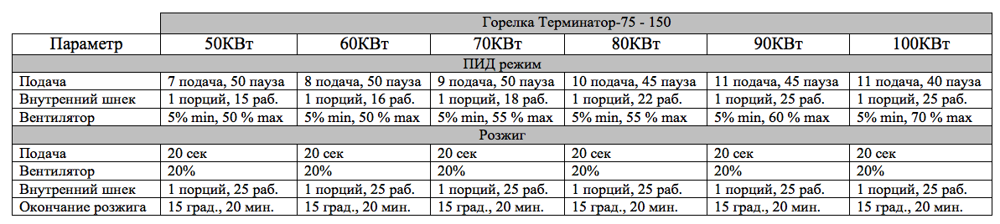 Горелка Терминатор-75 - 150
Параметр 50КВт 60КВт 70КВт 80КВт 90КВт 100КВт
ПИД режим
Подача 7 подача, 50 пауза 8 подача, 50 пауза 9 подача, 50 пауза 10 подача, 45 пауза 11 подача, 45 пауза 11 подача, 40 пауза
Внутренний шнек 1 порций, 15 раб. 1 порций, 16 раб. 1 порций, 18 раб. 1 порций, 22 раб. 1 порций, 25 раб. 1 порций, 25 раб.
Вентилятор 5% min, 50 % max 5% min, 50 % max 5% min, 55 % max 5% min, 55 % max 5% min, 60 % max 5% min, 70 % max
Розжиг
Подача 20 сек 20 сек 20 сек 20 сек 20 сек 20 сек
Вентилятор 20% 20% 20% 20% 20% 20%
Внутренний шнек 1 порций, 25 раб. 1 порций, 25 раб. 1 порций, 25 раб. 1 порций, 25 раб. 1 порций, 25 раб. 1 порций, 25 раб.
Окончание розжига 15 град., 20 мин. 15 град., 20 мин. 15 град., 20 мин. 15 град., 20 мин. 15 град., 20 мин. 15 град., 20 мин.